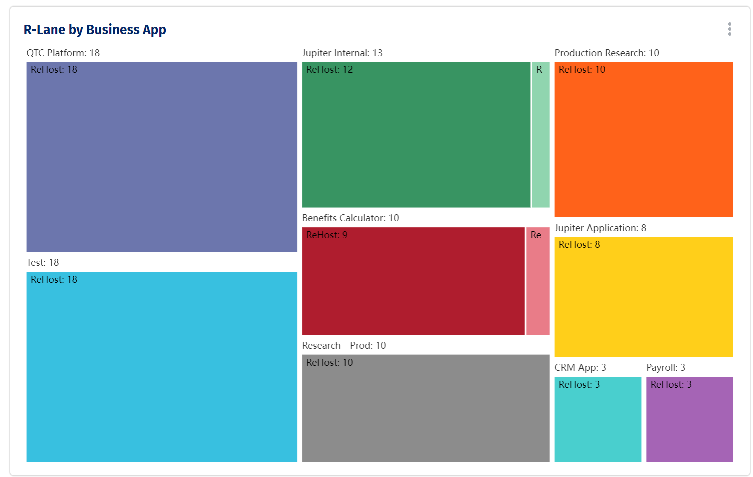 R-Lane by Business App
QTC Platform: 18
ReHost: 18
Test: 18
ReHost: 18
Jupiter Internal: 13
ReHost: 12
R
Benefits Calculator: 10
ReHost: 9
Re
Research - Prod: 10
ReHost: 10
Production Research: 10
ReHost: 10
Jupiter Application: 8
ReHost: 8
CRM App: 3
ReHost: 3
Payroll: 3
ReHost: 3